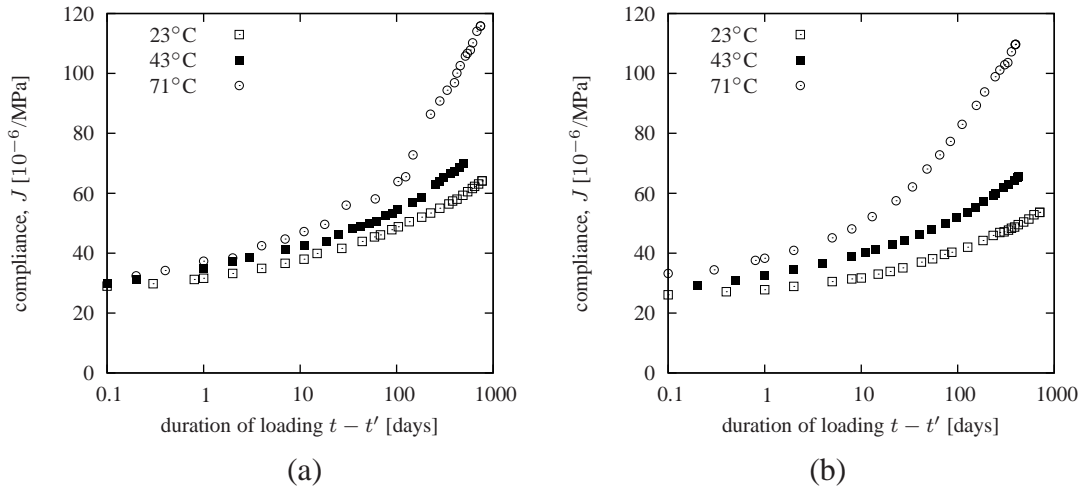 compliance, J [10−6/MPa]
120
100
80
60
40
20
0
23°C
43°C
71°C
0.1 1 10 100 1000
duration of loading t − t′ [days]
(a)
compliance, J [10−6/MPa]
120
100
80
60
40
20
0
23°C
43°C
71°C
0.1 1 10 100 1000
duration of loading t − t′ [days]
(b)